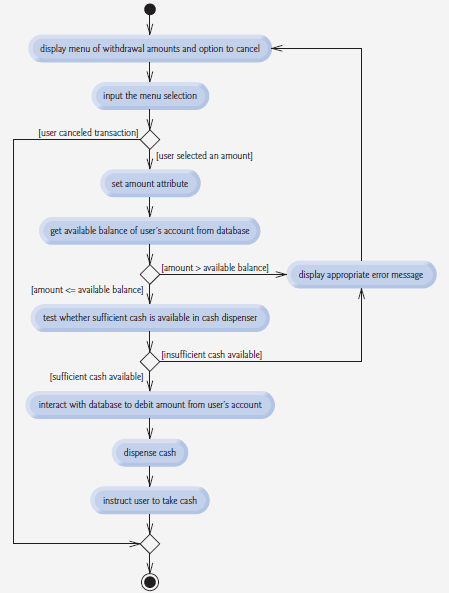 display menu of withdrawal amounts and option to cancel
input the menu selection
[user canceled transaction]
[user selected an amount]
set amount attribute
get available balance of user's account from database
[amount > available balance]
display appropriate error message
[amount <= available balance]
test whether sufficient cash is available in cash dispenser
[insufficient cash available]
[sufficient cash available]
interact with database to debit amount from user's account
dispense cash
instruct user to take cash